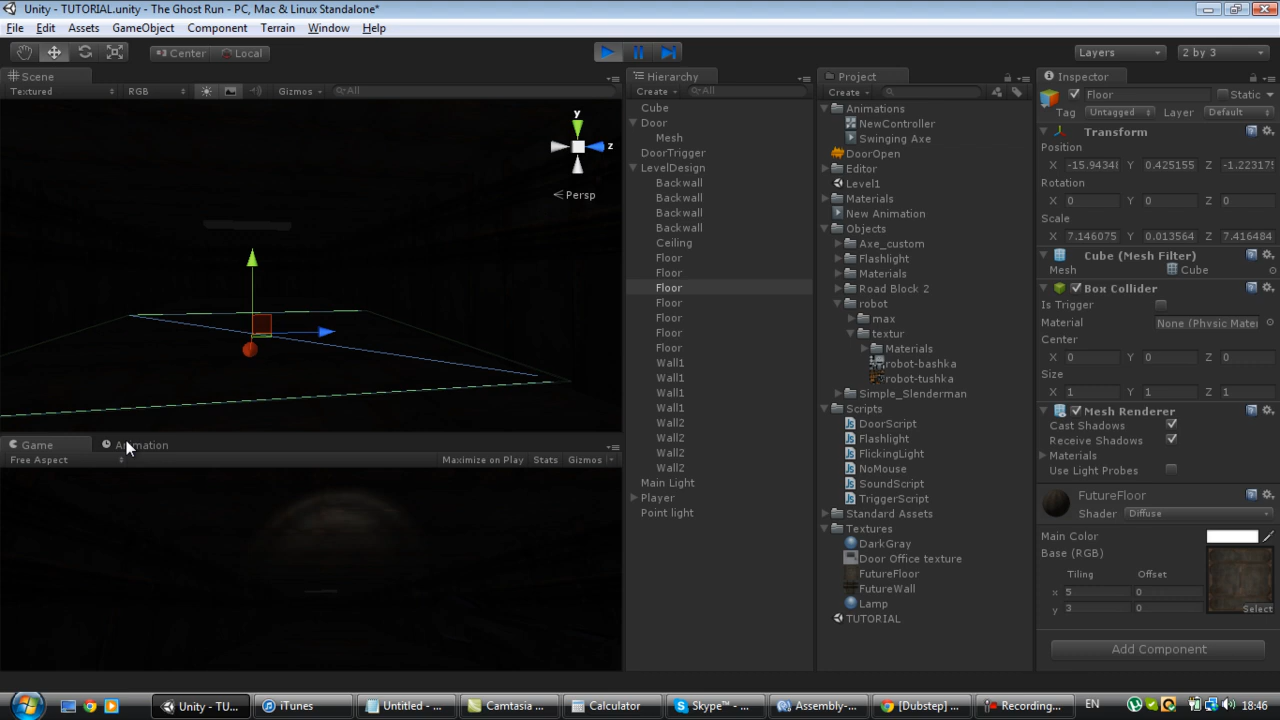 Unity - TUTORIAL.unity - The Ghost Run - PC, Mac & Linux Standalone*
File Edit Assets GameObject Component Terrain Window Help
Center Local Layers 2 by 3
Scene
Textured RGB Gizmos All
y
z
Persp
Game Animation
Free Aspect Maximize on Play Stats Gizmos
Hierarchy
Create All
Cube
Door
Mesh
DoorTrigger
LevelDesign
Backwall
Backwall
Backwall
Backwall
Ceiling
Floor
Floor
Floor
Floor
Floor
Floor
Floor
Wall1
Wall1
Wall1
Wall1
Wall2
Wall2
Wall2
Wall2
Main Light
Player
Point light
Project
Create
Animations
NewController
Swinging Axe
DoorOpen
Editor
Level1
Materials
New Animation
Objects
Axe_custom
Flashlight
Materials
Road Block 2
robot
max
textur
Materials
robot-bashka
robot-tushka
Simple_Slenderman
Scripts
DoorScript
Flashlight
FlickingLight
NoMouse
SoundScript
TriggerScript
Standard Assets
Textures
DarkGray
Door Office texture
FutureFloor
FutureWall
Lamp
TUTORIAL
Inspector
Floor Static
Tag Untagged Layer Default
Transform
Position
X -15.9434 Y 0.425155 Z -1.223175
Rotation
X 0 Y 0 Z 0
Scale
X 7.146075 Y 0.013564 Z 7.416484
Cube (Mesh Filter)
Mesh Cube
Box Collider
Is Trigger
Material None (Physic Mater
Center
X 0 Y 0 Z 0
Size
X 1 Y 1 Z 1
Mesh Renderer
Cast Shadows
Receive Shadows
Materials
Use Light Probes
FutureFloor
Shader Diffuse
Main Color
Base (RGB)
Tiling Offset
x 5 0
y 3 0
Select
Add Component
Unity - TU... iTunes Untitled - ... Camtasia ... Calculator Skype™ - ... Assembly-... [Dubstep] ... Recording... EN 18:46